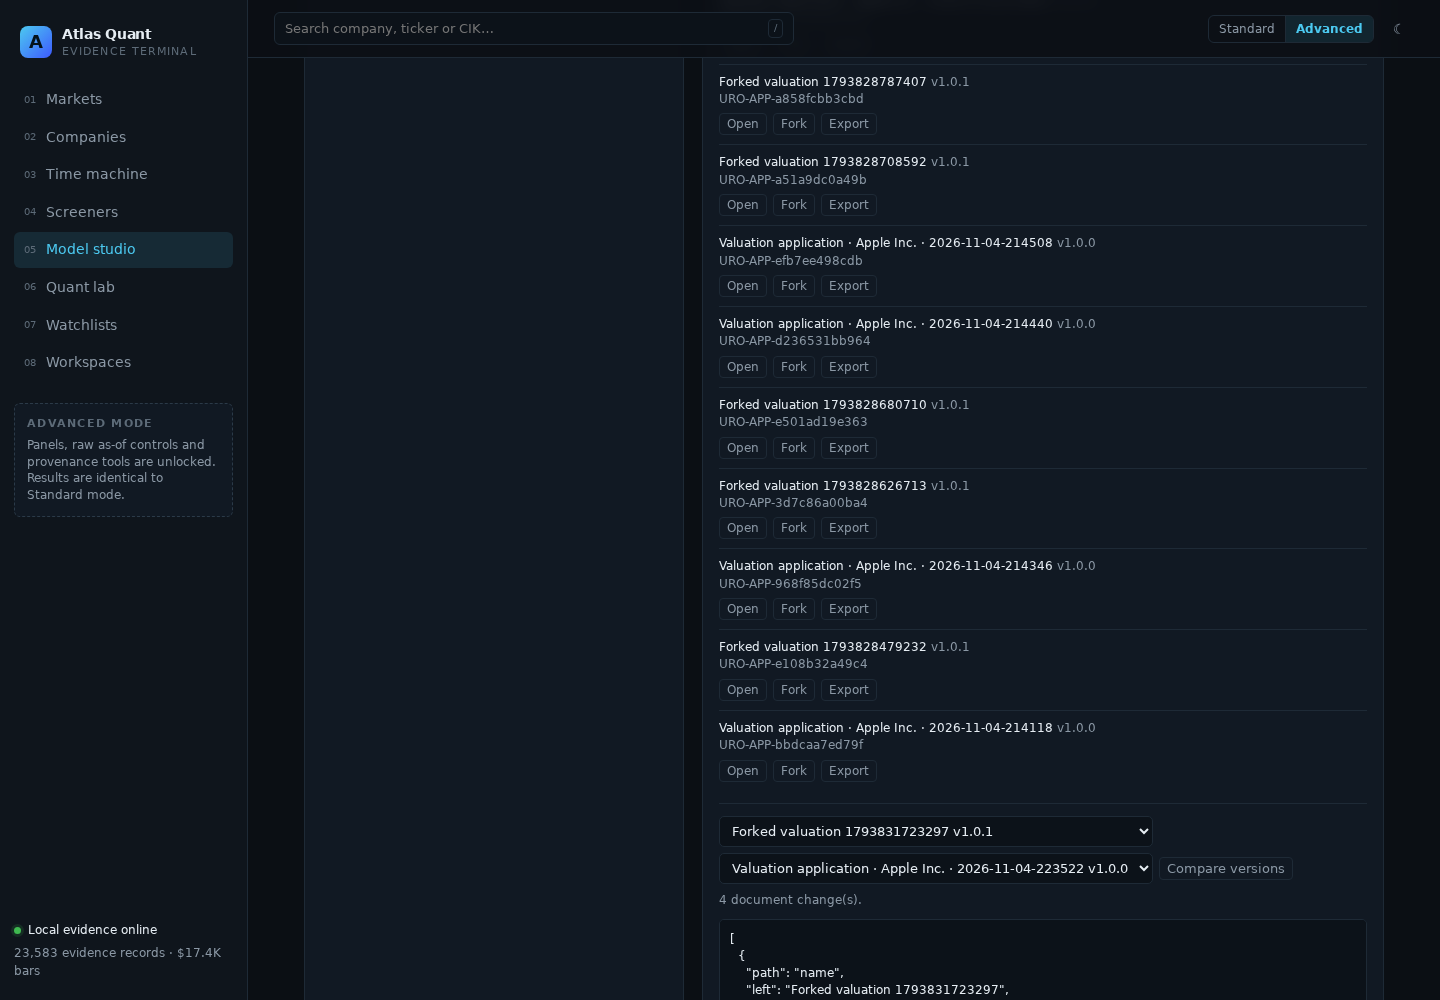 A
Atlas Quant
EVIDENCE TERMINAL
01 Markets
02 Companies
03 Time machine
04 Screeners
05 Model studio
06 Quant lab
07 Watchlists
08 Workspaces
ADVANCED MODE
Panels, raw as-of controls and
provenance tools are unlocked.
Results are identical to
Standard mode.
Local evidence online
23,583 evidence records · $17.4K
bars
Search company, ticker or CIK… /
Standard Advanced
Forked valuation 1793828787407 v1.0.1
URO-APP-a858fcbb3cbd
Open Fork Export
Forked valuation 1793828708592 v1.0.1
URO-APP-a51a9dc0a49b
Open Fork Export
Valuation application · Apple Inc. · 2026-11-04-214508 v1.0.0
URO-APP-efb7ee498cdb
Open Fork Export
Valuation application · Apple Inc. · 2026-11-04-214440 v1.0.0
URO-APP-d236531bb964
Open Fork Export
Forked valuation 1793828680710 v1.0.1
URO-APP-e501ad19e363
Open Fork Export
Forked valuation 1793828626713 v1.0.1
URO-APP-3d7c86a00ba4
Open Fork Export
Valuation application · Apple Inc. · 2026-11-04-214346 v1.0.0
URO-APP-968f85dc02f5
Open Fork Export
Forked valuation 1793828479232 v1.0.1
URO-APP-e108b32a49c4
Open Fork Export
Valuation application · Apple Inc. · 2026-11-04-214118 v1.0.0
URO-APP-bbdcaa7ed79f
Open Fork Export
Forked valuation 1793831723297 v1.0.1
Valuation application · Apple Inc. · 2026-11-04-223522 v1.0.0 Compare versions
4 document change(s).
[
{
"path": "name",
"left": "Forked valuation 1793831723297",